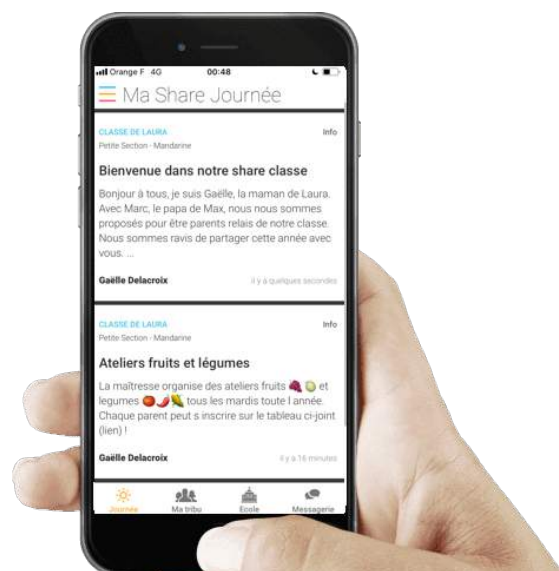 Orange F 4G 00:48
Ma Share Journée
CLASSE DE LAURA Info
Petite Section - Mandarine
Bienvenue dans notre share classe
Bonjour à tous, je suis Gaëlle, la maman de Laura.
Avec Marc, le papa de Max, nous nous sommes
proposés pour être parents relais de notre classe.
Nous sommes ravis de partager cette année avec
vous. ...
Gaëlle Delacroix il y a quelques secondes
CLASSE DE LAURA Info
Petite Section - Mandarine
Ateliers fruits et légumes
La maîtresse organise des ateliers fruits 🍇 🍈 et
legumes 🍅🌶️🌽 tous les mardis toute l année.
Chaque parent peut s inscrire sur le tableau ci-joint
(lien) !
Gaëlle Delacroix il y a 16 minutes
Journée Ma tribu Ecole Messagerie